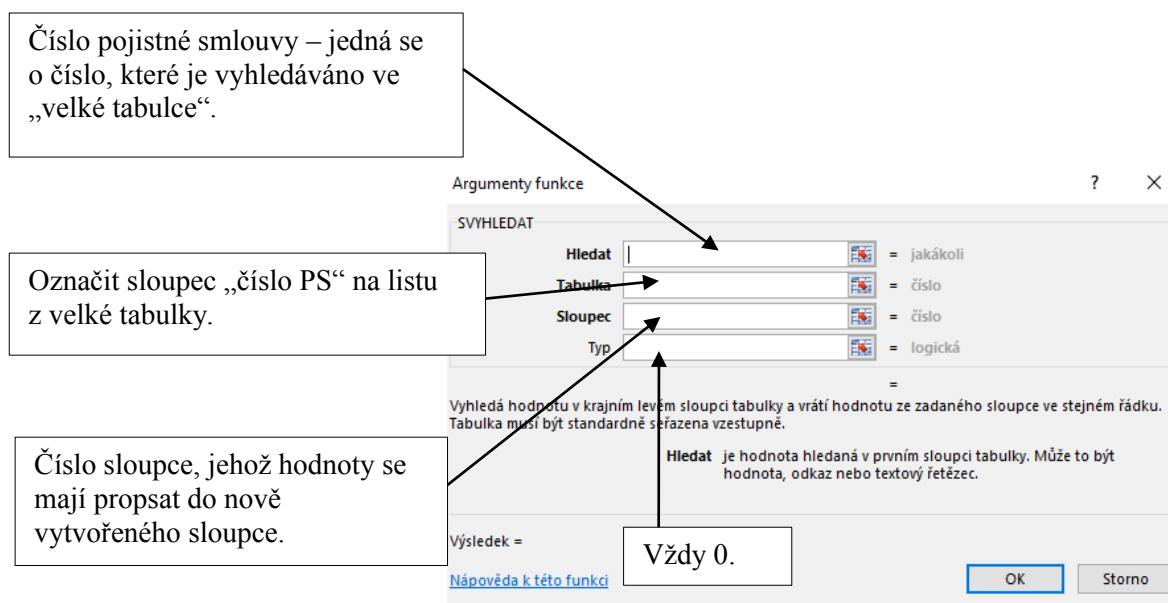 Číslo pojistné smlouvy – jedná se
o číslo, které je vyhledáváno ve
„velké tabulce“.
Argumenty funkce
?
SVYHLEDAT
Hledat = jakákoli
Označit sloupec „číslo PS“ na listu
z velké tabulky.
Tabulka = číslo
Sloupec = číslo
Typ = logická
=
Vyhledá hodnotu v krajním levém sloupci tabulky a vrátí hodnotu ze zadaného sloupce ve stejném řádku.
Tabulka musí být standardně seřazena vzestupně.
Číslo sloupce, jehož hodnoty se
mají propsat do nově
vytvořeného sloupce.
Hledat je hodnota hledaná v prvním sloupci tabulky. Může to být
hodnota, odkaz nebo textový řetězec.
Výsledek =
Vždy 0.
Nápověda k této funkci
OK
Storno